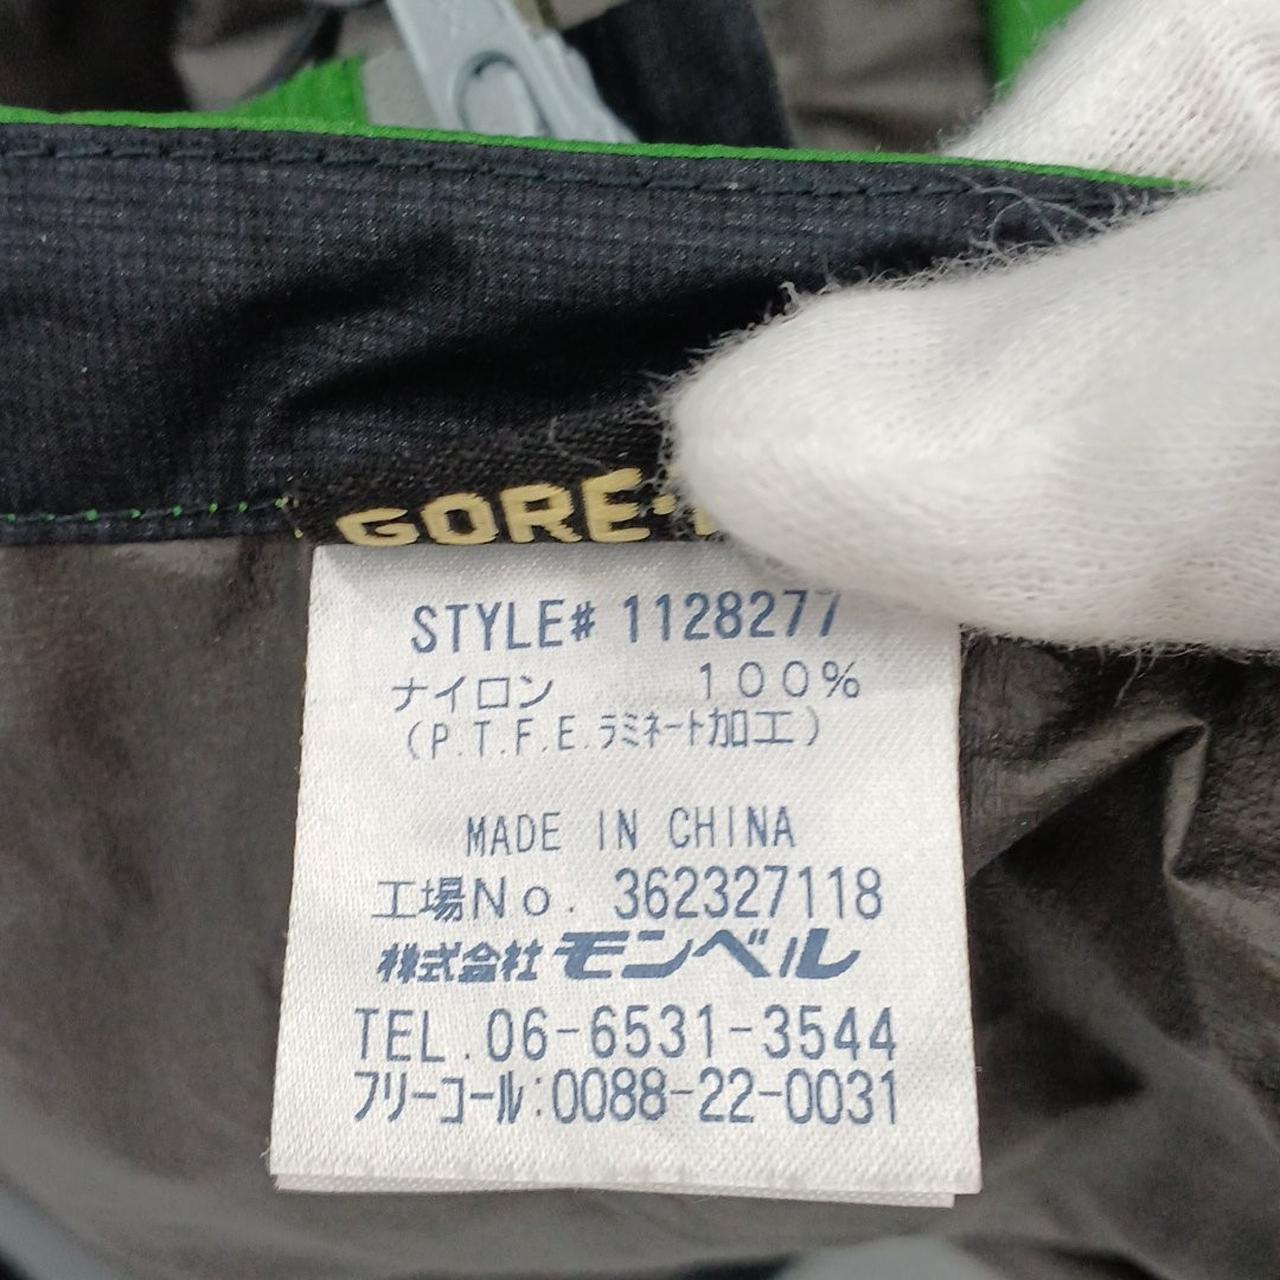 GORE-
STYLE# 1128277
ナイロン 100%
(P.T.F.E.ラミネート加工)
MADE IN CHINA
工場No. 362327118
株式会社 モンベル
TEL.06-6531-3544
フリーコール:0088-22-0031